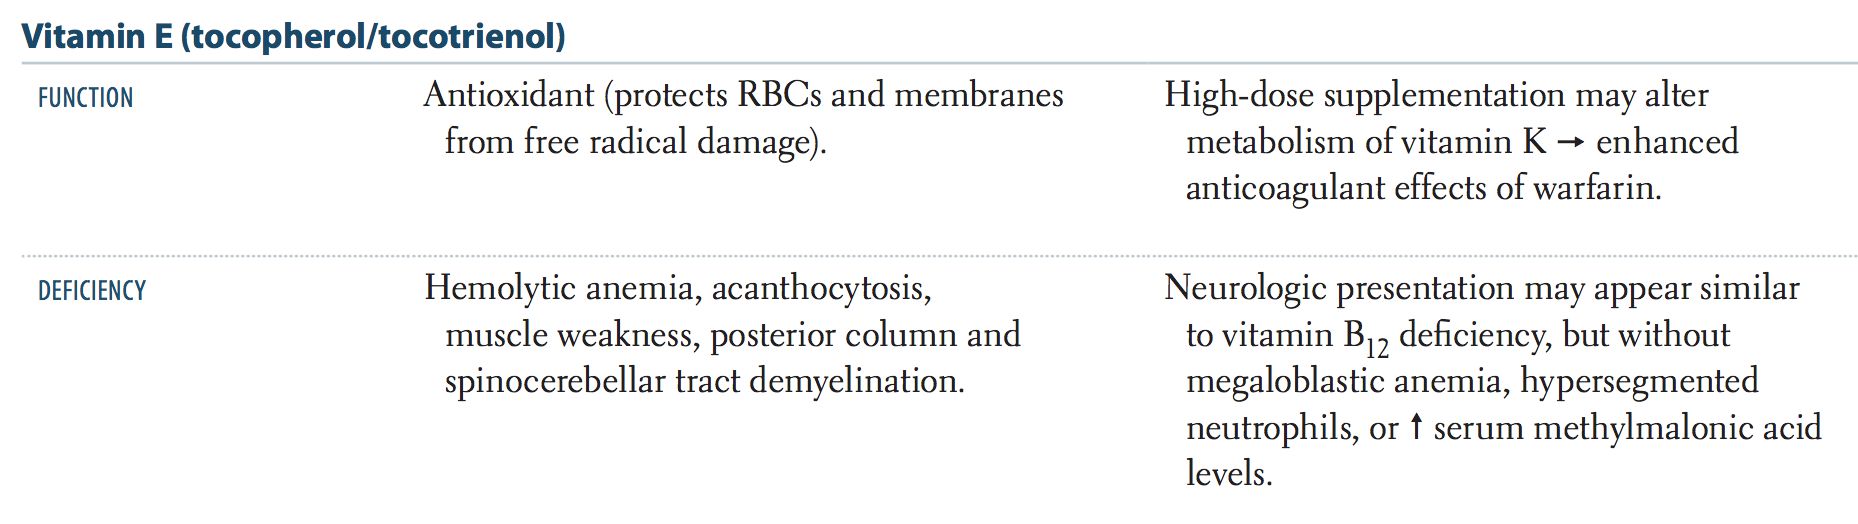 Vitamin E (tocopherol/tocotrienol)
FUNCTION
Antioxidant (protects RBCs and membranes
from free radical damage).
High-dose supplementation may alter
metabolism of vitamin K → enhanced
anticoagulant effects of warfarin.
DEFICIENCY
Hemolytic anemia, acanthocytosis,
muscle weakness, posterior column and
spinocerebellar tract demyelination.
Neurologic presentation may appear similar
to vitamin B12 deficiency, but without
megaloblastic anemia, hypersegmented
neutrophils, or ↑ serum methylmalonic acid
levels.